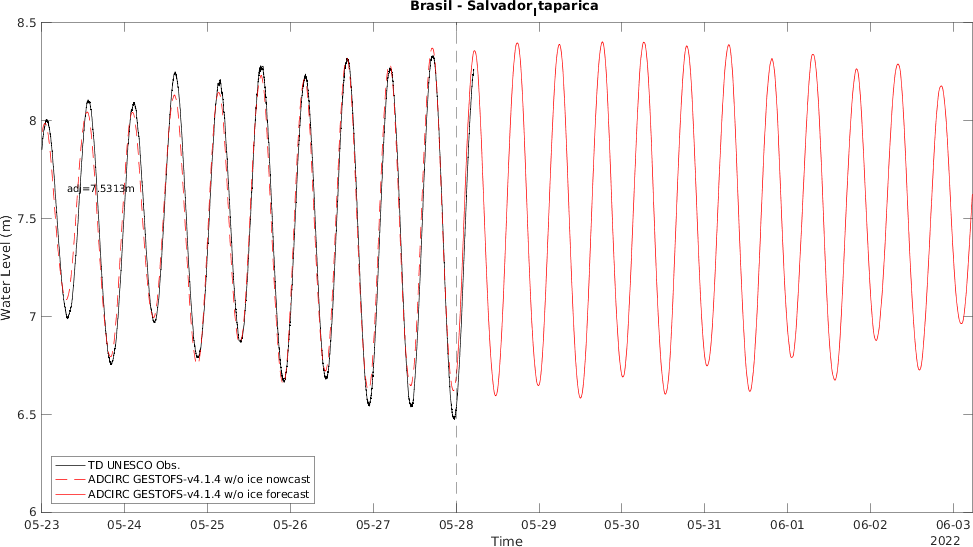 Brasil - Salvador_Itaparica
8.5
8
7.5
7
6.5
6
Water Level (m)
adj=7.5313m
TD UNESCO Obs.
ADCIRC GESTOFS-v4.1.4 w/o ice nowcast
ADCIRC GESTOFS-v4.1.4 w/o ice forecast
05-23 05-24 05-25 05-26 05-27 05-28 05-29 05-30 05-31 06-01 06-02 06-03
Time
2022